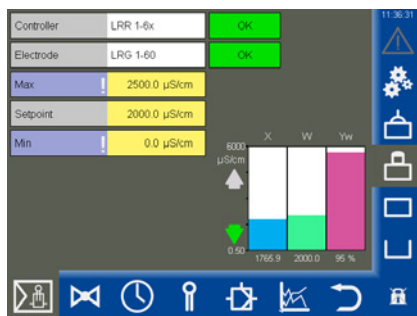 11:36:31
Controller LRR 1-6x OK
Electrode LRG 1-60 OK
Max ! 2500.0 µS/cm
Setpoint 2000.0 µS/cm
Min ! 0.0 µS/cm
X W Yw
6000
µS/cm
0.50
1765.9 2000.0 95 %